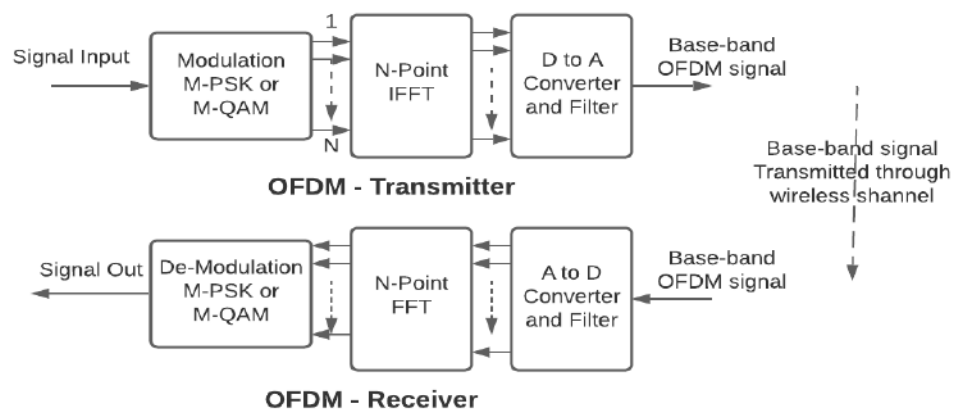 Signal Input
Modulation
M-PSK or
M-QAM
1
N
N-Point
IFFT
D to A
Converter
and Filter
Base-band
OFDM signal
OFDM - Transmitter
Base-band signal
Transmitted through
wireless shannel
Signal Out
De-Modulation
M-PSK or
M-QAM
N-Point
FFT
A to D
Converter
and Filter
Base-band
OFDM signal
OFDM - Receiver